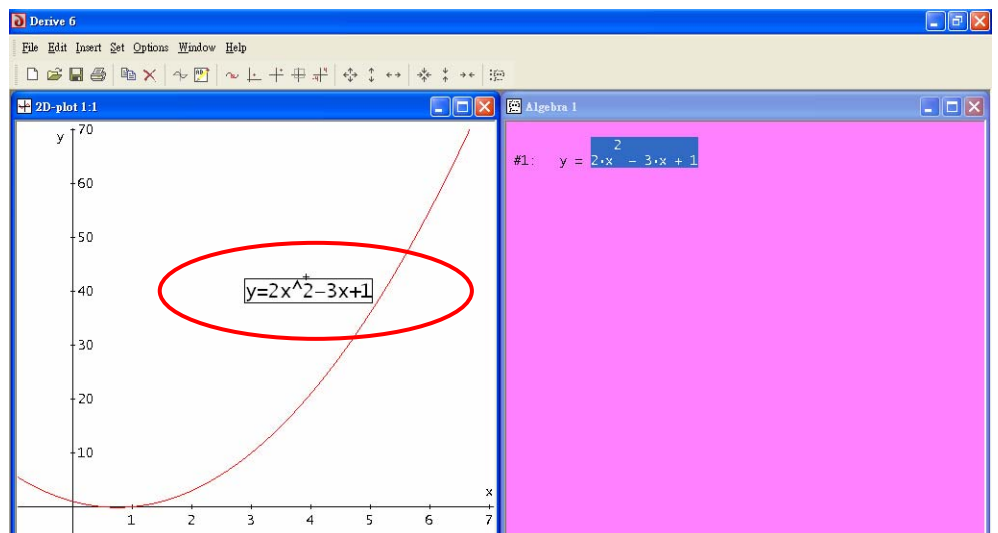 Derive 6
File Edit Insert Set Options Window Help
2D-plot 1:1
Algebra 1
y
70
60
50
40
30
20
10
y=2x^2-3x+1
x
1 2 3 4 5 6 7
#1: y = 2·x² - 3·x + 1